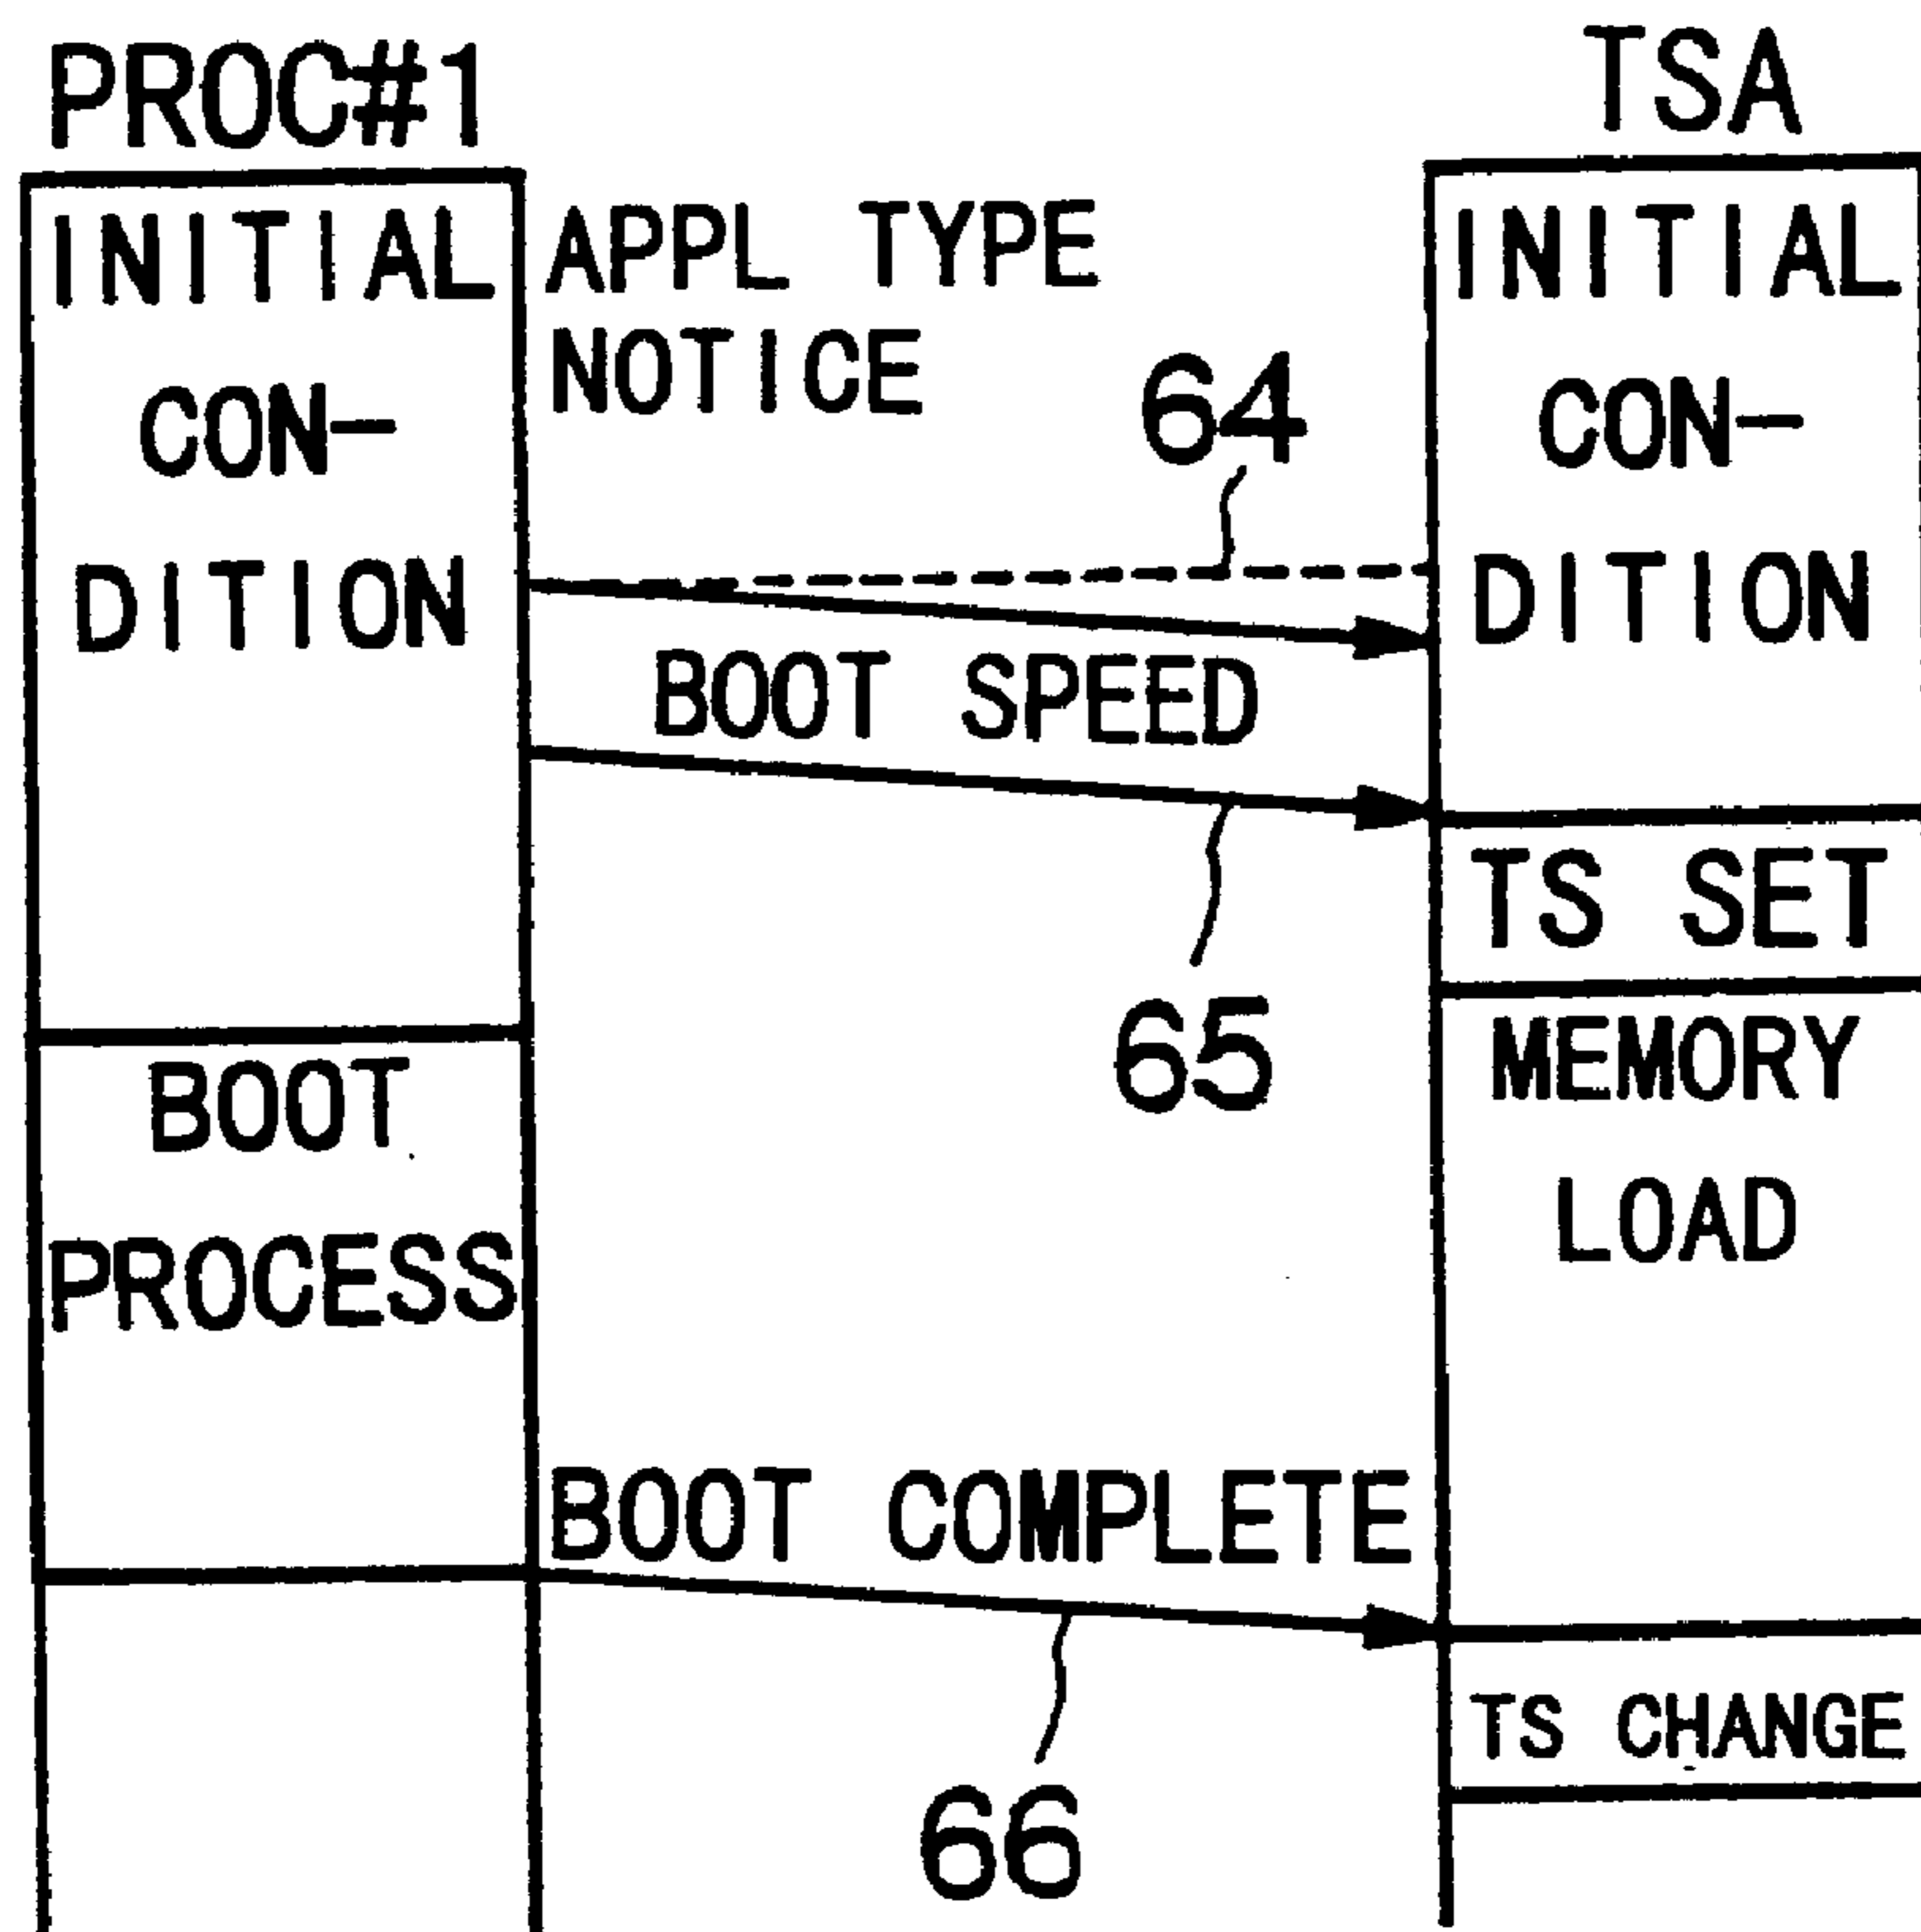 PROC#1
TSA
INITIAL
CON-
DITION
APPL TYPE
NOTICE
64
INITIAL
CON-
DITION
BOOT SPEED
65
TS SET
MEMORY
LOAD
BOOT
PROCESS
BOOT COMPLETE
66
TS CHANGE